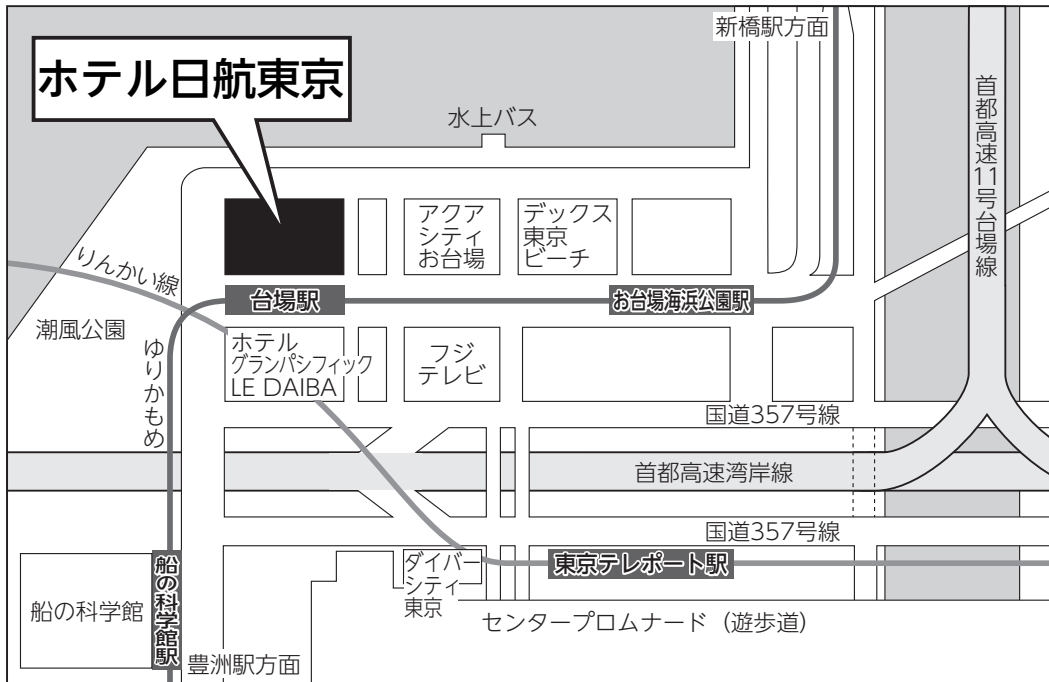 新橋駅方面
ホテル日航東京
水上バス
首都高速11号台場線
アクア
シティ
お台場
デックス
東京
ビーチ
りんかい線
台場駅
お台場海浜公園駅
潮風公園
ゆりかもめ
ホテル
グランパシフィック
LE DAIBA
フジ
テレビ
国道357号線
首都高速湾岸線
国道357号線
船の科学館
船の科学館駅
ダイバー
シティ
東京
東京テレポート駅
センタープロムナード（遊歩道）
豊洲駅方面